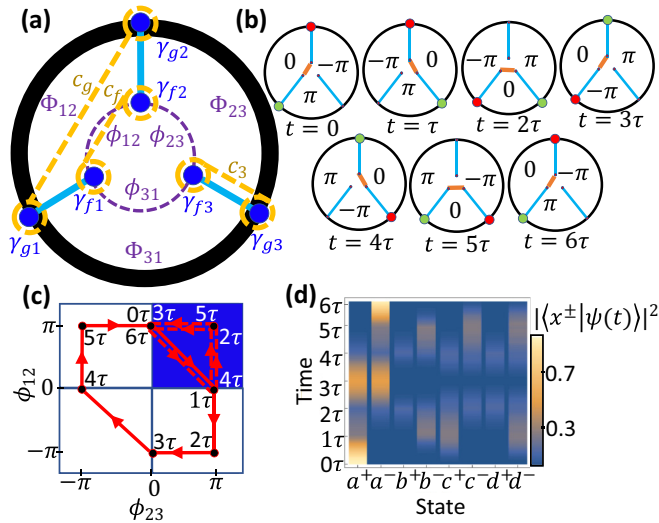 (a)
γg2
cg
cf
γf2
Φ12
Φ23
ϕ12
ϕ23
c3
γf1
ϕ31
γf3
γg1
Φ31
γg3
(b)
0
−π
π
t = 0
−π
0
π
t = τ
−π
π
0
t = 2τ
0
π
−π
t = 3τ
π
0
−π
t = 4τ
π
−π
0
t = 5τ
0
−π
π
t = 6τ
(c)
0τ 3τ 5τ
π
5τ
6τ
2τ
ϕ12
0
4τ
4τ
1τ
3τ 2τ
−π
−π
0
π
ϕ23
(d)
6τ
5τ
4τ
3τ
2τ
1τ
0τ
Time
a+ a− b+ b− c+ c− d+ d−
State
|⟨x±|ψ(t)⟩|2
0.7
0.3